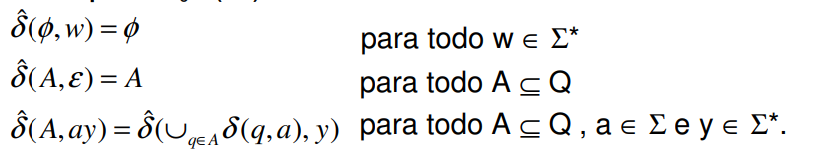 δ̂(ϕ, w) = ϕ para todo w ∈ Σ*
δ̂(A, ε) = A para todo A ⊆ Q
δ̂(A, ay) = δ̂(∪q∈A δ(q, a), y) para todo A ⊆ Q , a ∈ Σ e y ∈ Σ*.